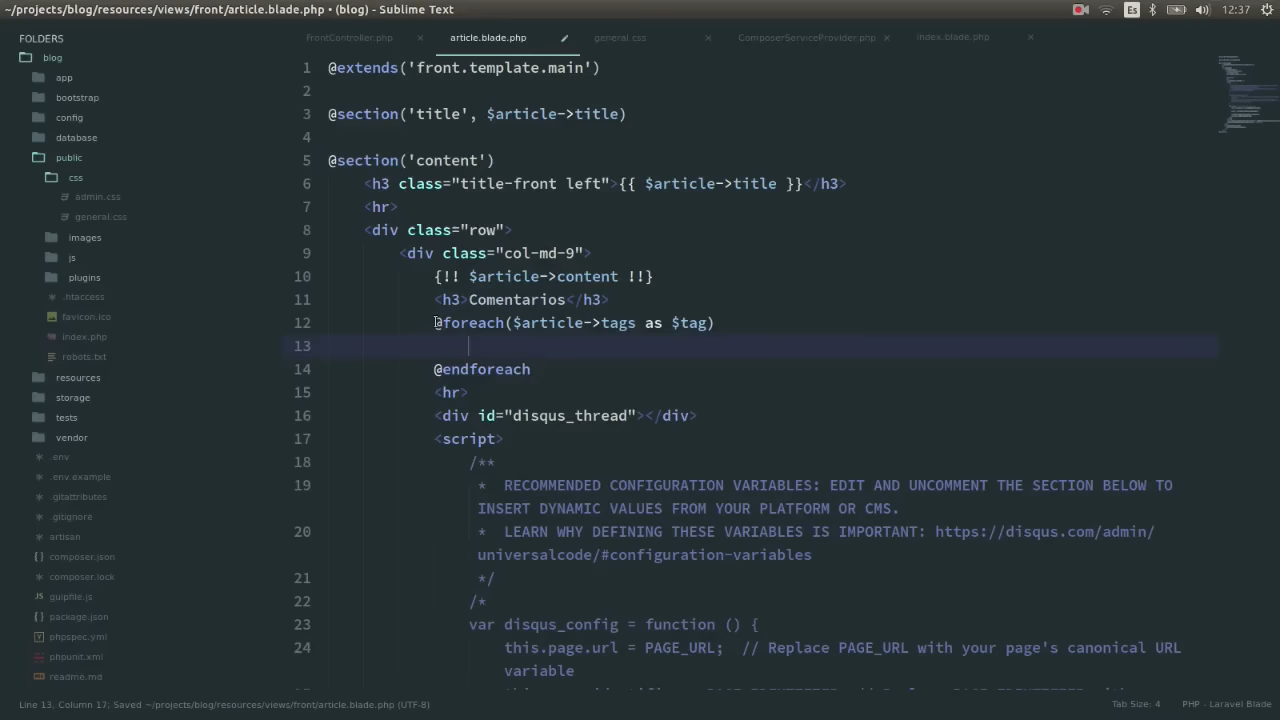 ~/projects/blog/resources/views/front/article.blade.php • (blog) - Sublime Text
Es
12:37
FOLDERS
blog
app
bootstrap
config
database
public
css
admin.css
general.css
images
js
plugins
.htaccess
favicon.ico
index.php
robots.txt
resources
storage
tests
vendor
.env
.env.example
.gitattributes
.gitignore
artisan
composer.json
composer.lock
JS gulpfile.js
package.json
phpspec.yml
phpunit.xml
readme.md
FrontController.php
article.blade.php
general.css
ComposerServiceProvider.php
index.blade.php
1 @extends('front.template.main')
2
3 @section('title', $article->title)
4
5 @section('content')
6 <h3 class="title-front left">{{ $article->title }}</h3>
7 <hr>
8 <div class="row">
9 <div class="col-md-9">
10 {!! $article->content !!}
11 <h3>Comentarios</h3>
12 @foreach($article->tags as $tag)
13
14 @endforeach
15 <hr>
16 <div id="disqus_thread"></div>
17 <script>
18 /**
19 * RECOMMENDED CONFIGURATION VARIABLES: EDIT AND UNCOMMENT THE SECTION BELOW TO
INSERT DYNAMIC VALUES FROM YOUR PLATFORM OR CMS.
20 * LEARN WHY DEFINING THESE VARIABLES IS IMPORTANT: https://disqus.com/admin/
universalcode/#configuration-variables
21 */
22 /*
23 var disqus_config = function () {
24 this.page.url = PAGE_URL; // Replace PAGE_URL with your page's canonical URL
variable
Line 13, Column 17; Saved ~/projects/blog/resources/views/front/article.blade.php (UTF-8)
Tab Size: 4
PHP - Laravel Blade